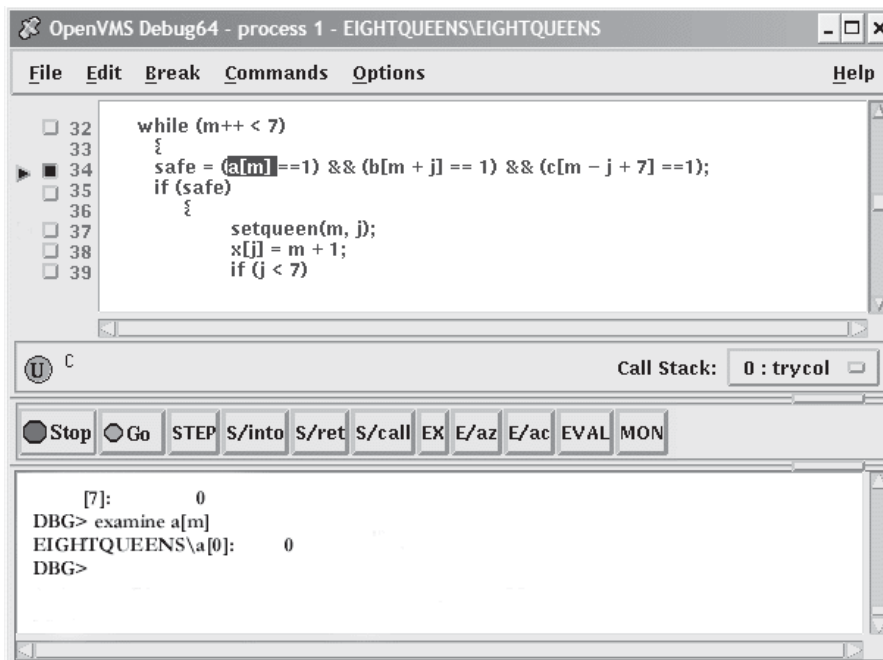 OpenVMS Debug64 - process 1 - EIGHTQUEENS\EIGHTQUEENS
File Edit Break Commands Options Help
32 while (m++ < 7)
33 {
34 safe = (a[m] ==1) && (b[m + j] == 1) && (c[m – j + 7] ==1);
35 if (safe)
36 {
37 setqueen(m, j);
38 x[j] = m + 1;
39 if (j < 7)
U C Call Stack: 0 : trycol
Stop Go STEP S/into S/ret S/call EX E/az E/ac EVAL MON
[7]: 0
DBG> examine a[m]
EIGHTQUEENS\a[0]: 0
DBG>